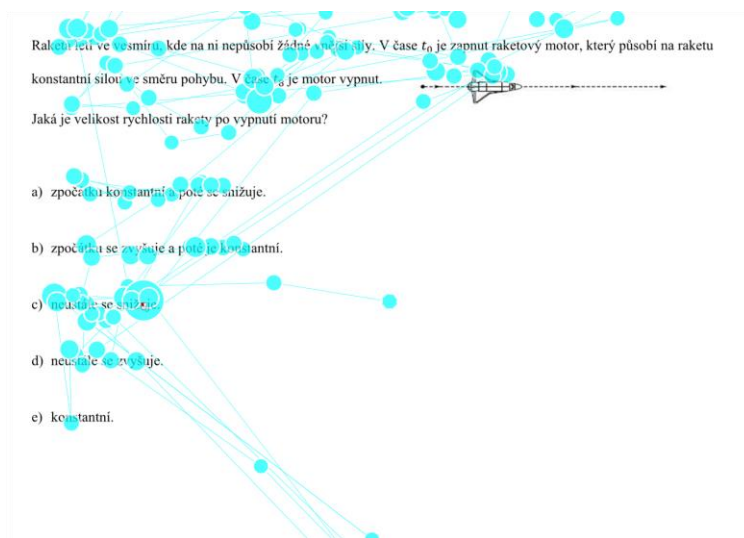 Raketa letí ve vesmíru, kde na ni nepůsobí žádné vnější síly. V čase t₀ je zapnut raketový motor, který působí na raketu
konstantní silou ve směru pohybu. V čase je motor vypnut.
Jaká je velikost rychlosti rakety po vypnutí motoru?
a) zpočátku konstantní a poté se snižuje.
b) zpočátku se zvyšuje a poté je konstantní.
c) neustále se snižuje.
d) neustále se zvyšuje.
e) konstantní.